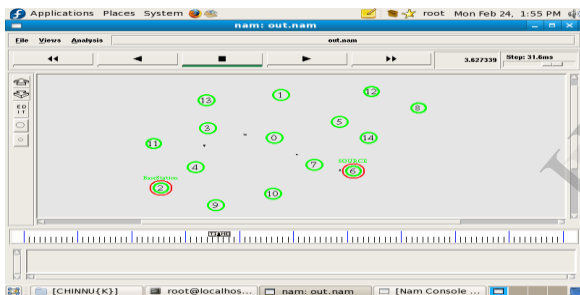 Applications Places System root Mon Feb 24, 1:55 PM
nam: out.nam
File Views Analysis out.nam
3.627339 Step: 31.6ms
ED
IT
13
1
12
8
3
5
11
0
14
4
7
SOURCE
6
BaseStation
2
10
9
[CHINNU{K}] root@localhos... nam: out.nam [Nam Console ...